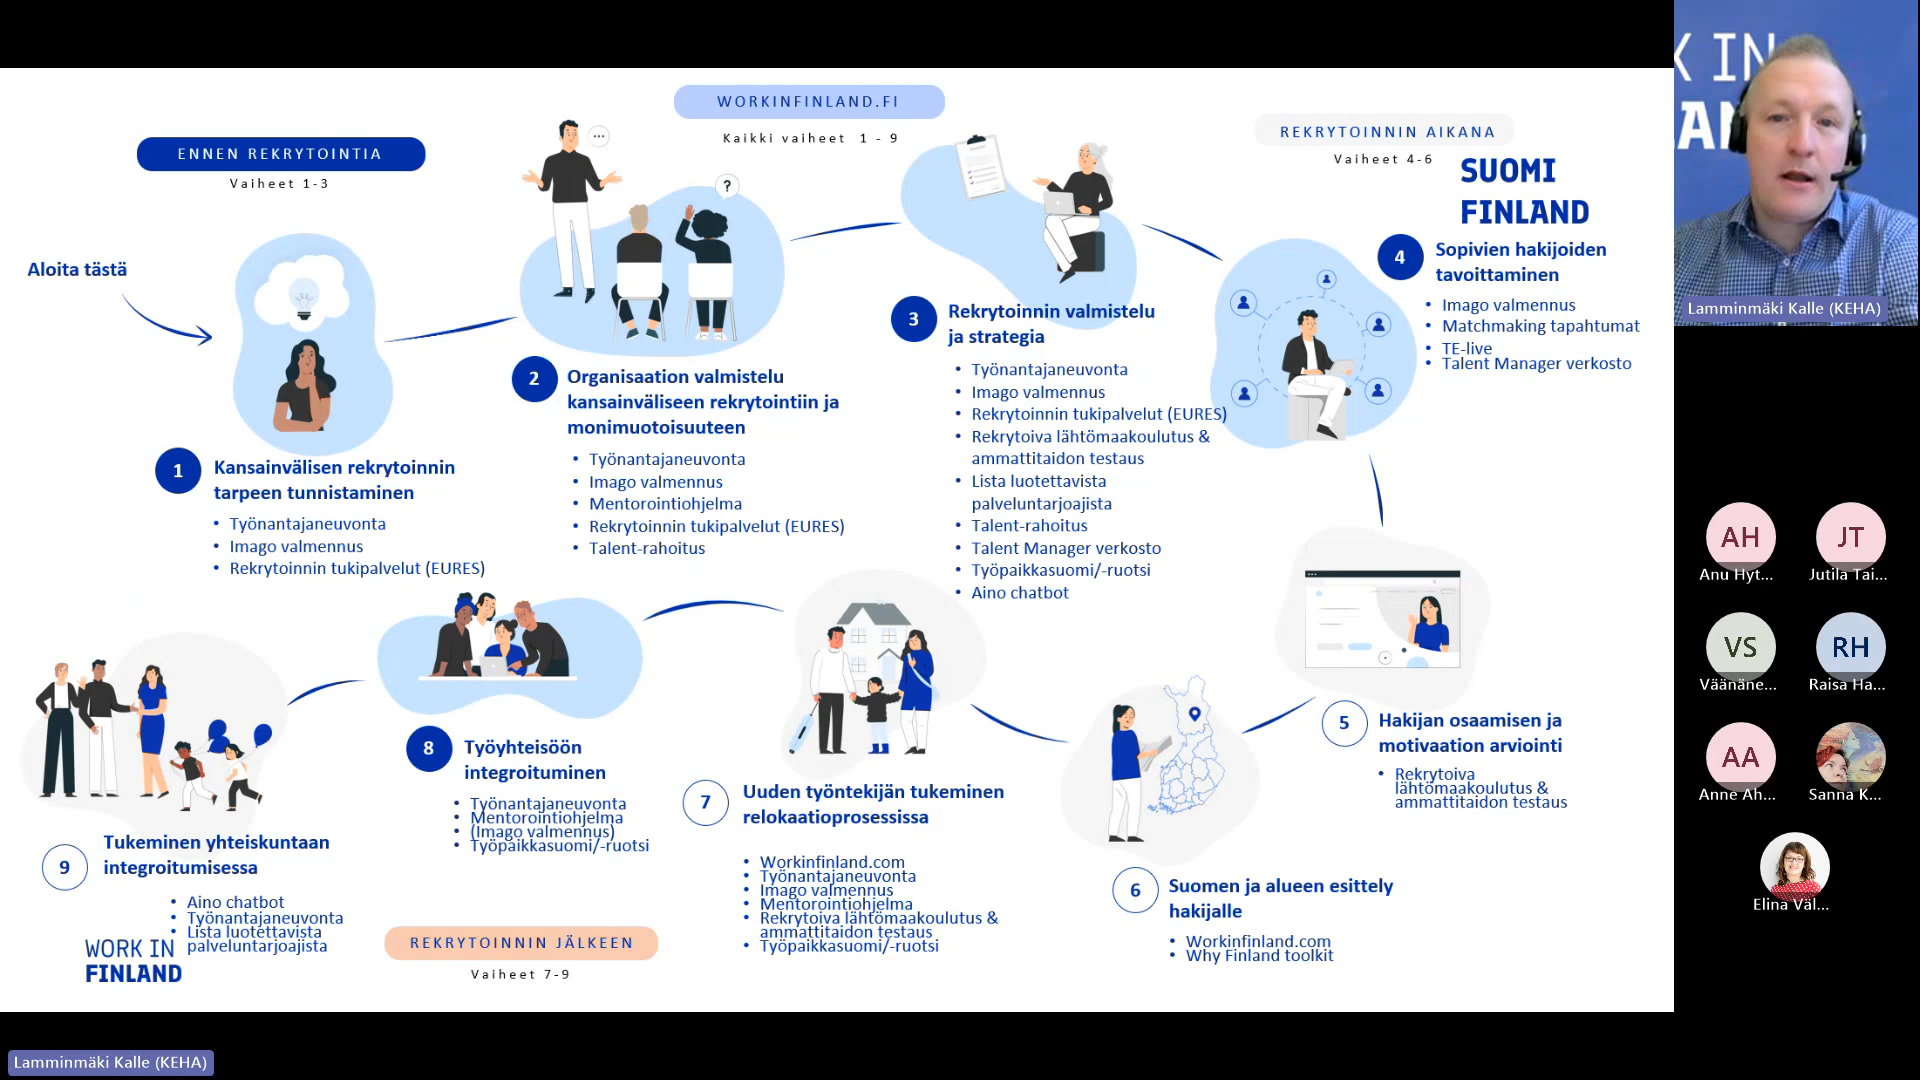 WORKINFINLAND.FI
Kaikki vaiheet 1 - 9
ENNEN REKRYTOINTIA
Vaiheet 1-3
REKRYTOINNIN AIKANA
Vaiheet 4-6
SUOMI
FINLAND
Aloita tästä
...
?
1
Kansainvälisen rekrytoinnin
tarpeen tunnistaminen
• Työnantajaneuvonta
• Imago valmennus
• Rekrytoinnin tukipalvelut (EURES)
2
Organisaation valmistelu
kansainväliseen rekrytointiin ja
monimuotoisuuteen
• Työnantajaneuvonta
• Imago valmennus
• Mentorointiohjelma
• Rekrytoinnin tukipalvelut (EURES)
• Talent-rahoitus
3
Rekrytoinnin valmistelu
ja strategia
• Työnantajaneuvonta
• Imago valmennus
• Rekrytoinnin tukipalvelut (EURES)
• Rekrytoiva lähtömaakoulutus &
ammattitaidon testaus
• Lista luotettavista
palveluntarjoajista
• Talent-rahoitus
• Talent Manager verkosto
• Työpaikkasuomi/-ruotsi
• Aino chatbot
4
Sopivien hakijoiden
tavoittaminen
• Imago valmennus
• Matchmaking tapahtumat
• TE-live
• Talent Manager verkosto
5
Hakijan osaamisen ja
motivaation arviointi
• Rekrytoiva
lähtömaakoulutus &
ammattitaidon testaus
6
Suomen ja alueen esittely
hakijalle
• Workinfinland.com
• Why Finland toolkit
7
Uuden työntekijän tukeminen
relokaatioprosessissa
• Workinfinland.com
• Työnantajaneuvonta
• Imago valmennus
• Mentorointiohjelma
• Rekrytoiva lähtömaakoulutus &
ammattitaidon testaus
• Työpaikkasuomi/-ruotsi
8
Työyhteisöön
integroituminen
• Työnantajaneuvonta
• Mentorointiohjelma
• (Imago valmennus)
• Työpaikkasuomi/-ruotsi
9
Tukeminen yhteiskuntaan
integroitumisessa
• Aino chatbot
• Työnantajaneuvonta
• Lista luotettavista
palveluntarjoajista
REKRYTOINNIN JÄLKEEN
Vaiheet 7-9
WORK IN
FINLAND
Lamminmäki Kalle (KEHA)
K IN
AN
Lamminmäki Kalle (KEHA)
AH
JT
Anu Hyt...
Jutila Tai...
VS
RH
Väänäne...
Raisa Ha...
AA
Anne Ah...
Sanna K...
Elina Väl...